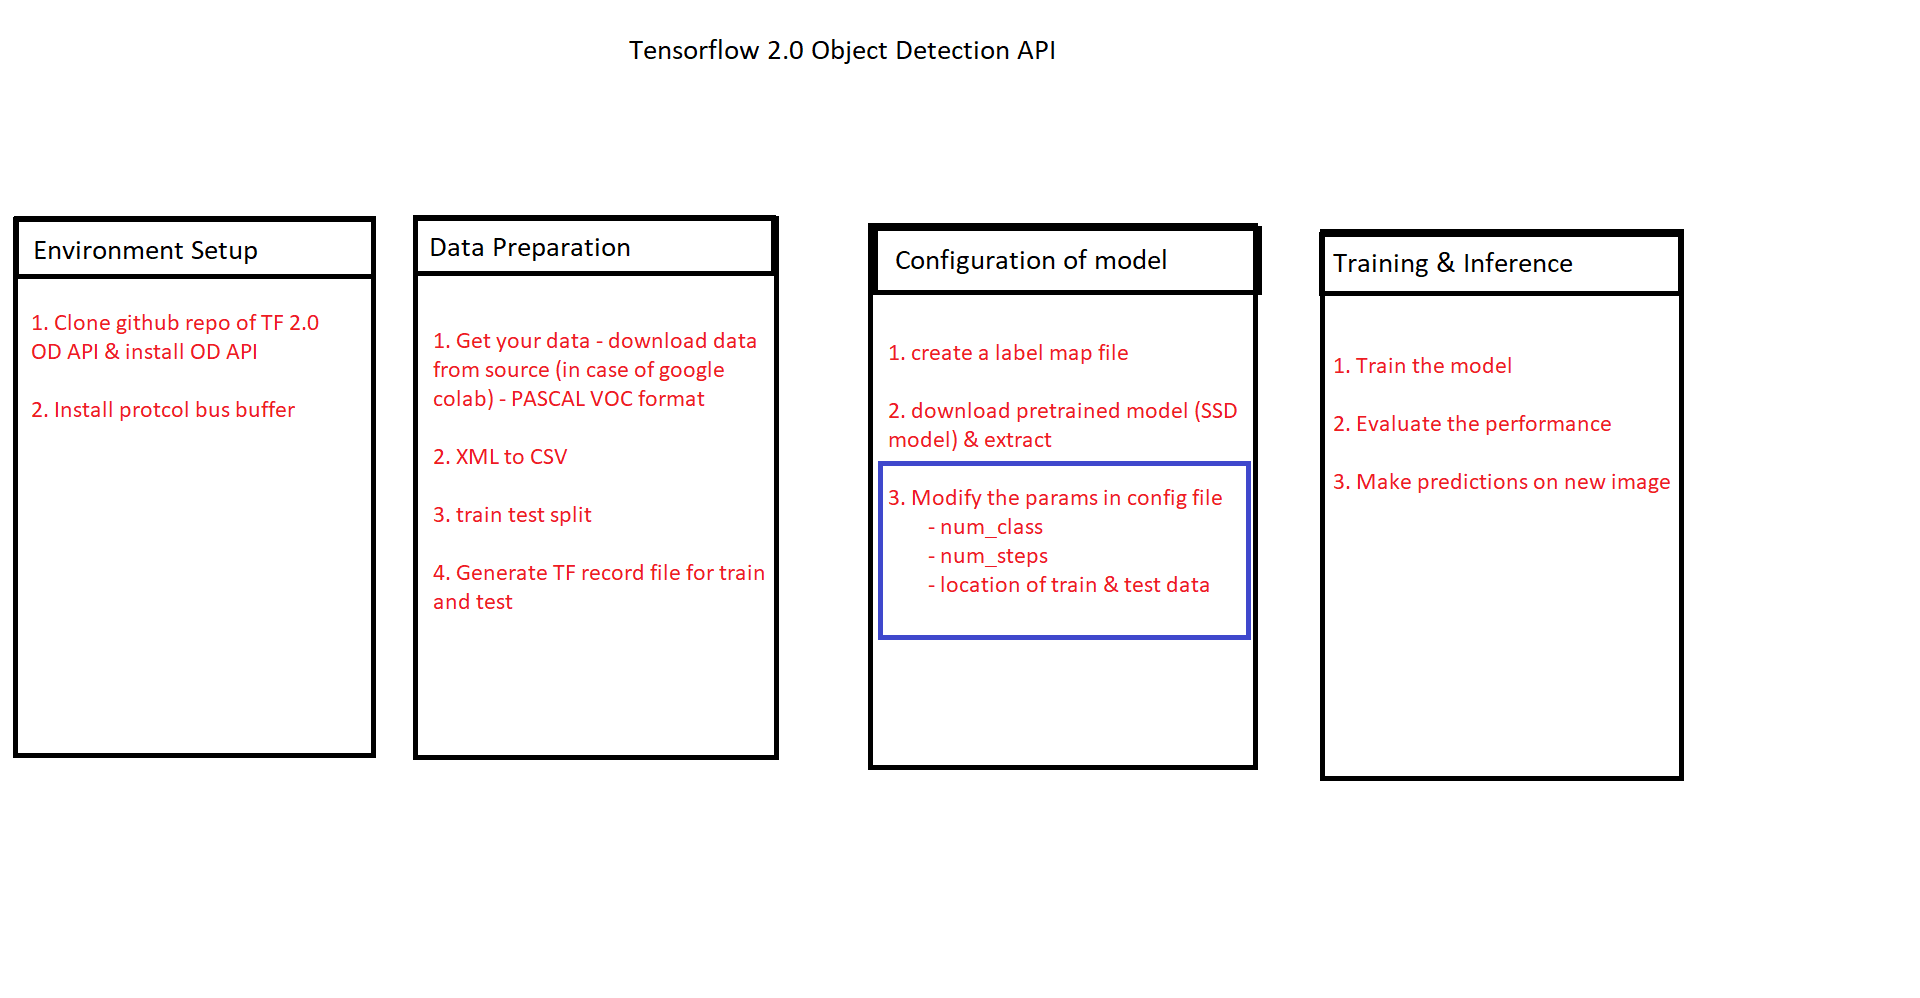 Tensorflow 2.0 Object Detection API
Environment Setup
1. Clone github repo of TF 2.0
OD API & install OD API
2. Install protcol bus buffer
Data Preparation
1. Get your data - download data
from source (in case of google
colab) - PASCAL VOC format
2. XML to CSV
3. train test split
4. Generate TF record file for train
and test
Configuration of model
1. create a label map file
2. download pretrained model (SSD
model) & extract
3. Modify the params in config file
- num_class
- num_steps
- location of train & test data
Training & Inference
1. Train the model
2. Evaluate the performance
3. Make predictions on new image